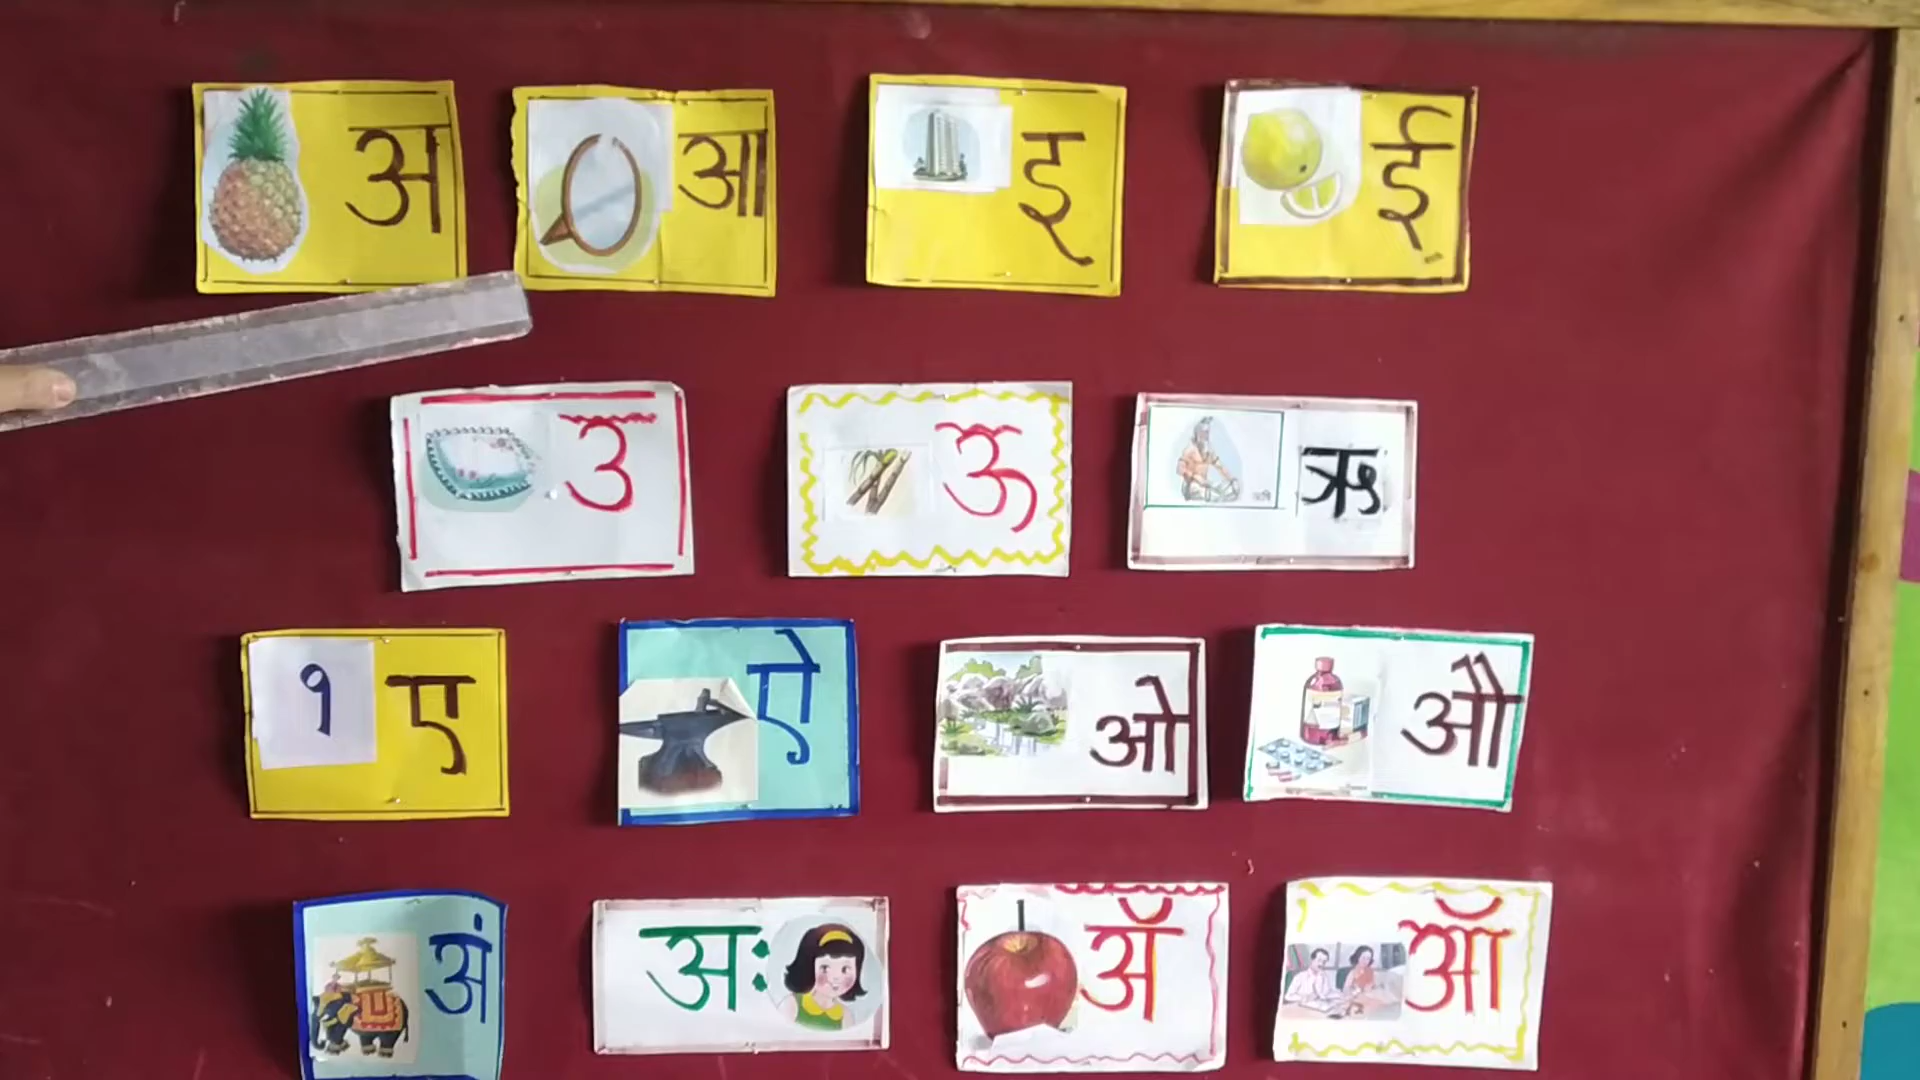 अ आ इ ई
उ ऊ ऋ
१ ए ऐ ओ औ
अं अः अॅ ऑ